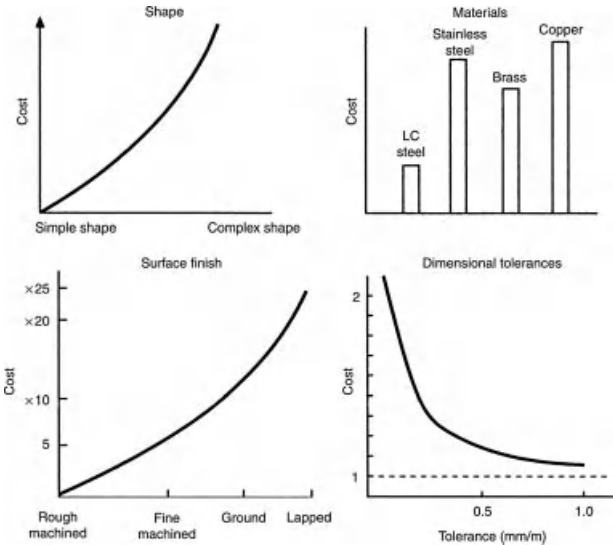 Shape
Cost
Simple shape
Complex shape
Materials
Cost
LC
steel
Stainless
steel
Brass
Copper
Surface finish
Cost
×25
×20
×10
5
Rough
machined
Fine
machined
Ground
Lapped
Dimensional tolerances
Cost
2
1
0.5
1.0
Tolerance (mm/m)